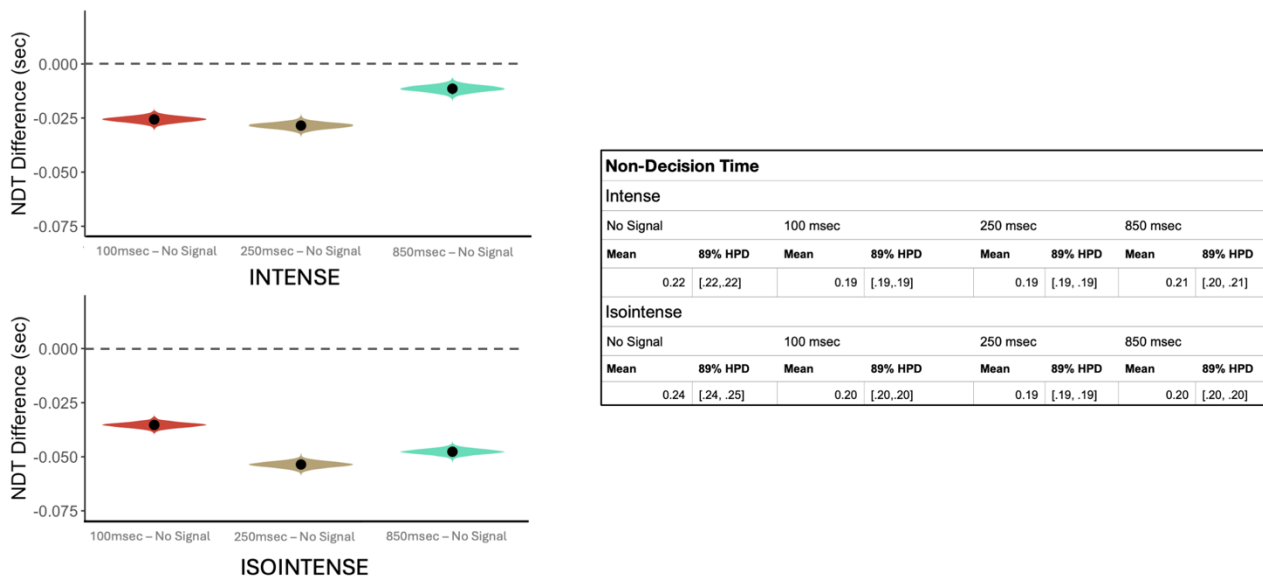 NDT Difference (sec)
0.000
-0.025
-0.050
-0.075
100msec – No Signal 250msec – No Signal 850msec – No Signal
INTENSE
NDT Difference (sec)
0.000
-0.025
-0.050
-0.075
100msec – No Signal 250msec – No Signal 850msec – No Signal
ISOINTENSE
Non-Decision Time
Intense
No Signal 100 msec 250 msec 850 msec
Mean 89% HPD Mean 89% HPD Mean 89% HPD Mean 89% HPD
0.22 [.22,.22] 0.19 [.19,.19] 0.19 [.19, .19] 0.21 [.20, .21]
Isointense
No Signal 100 msec 250 msec 850 msec
Mean 89% HPD Mean 89% HPD Mean 89% HPD Mean 89% HPD
0.24 [.24, .25] 0.20 [.20,.20] 0.19 [.19, .19] 0.20 [.20, .20]